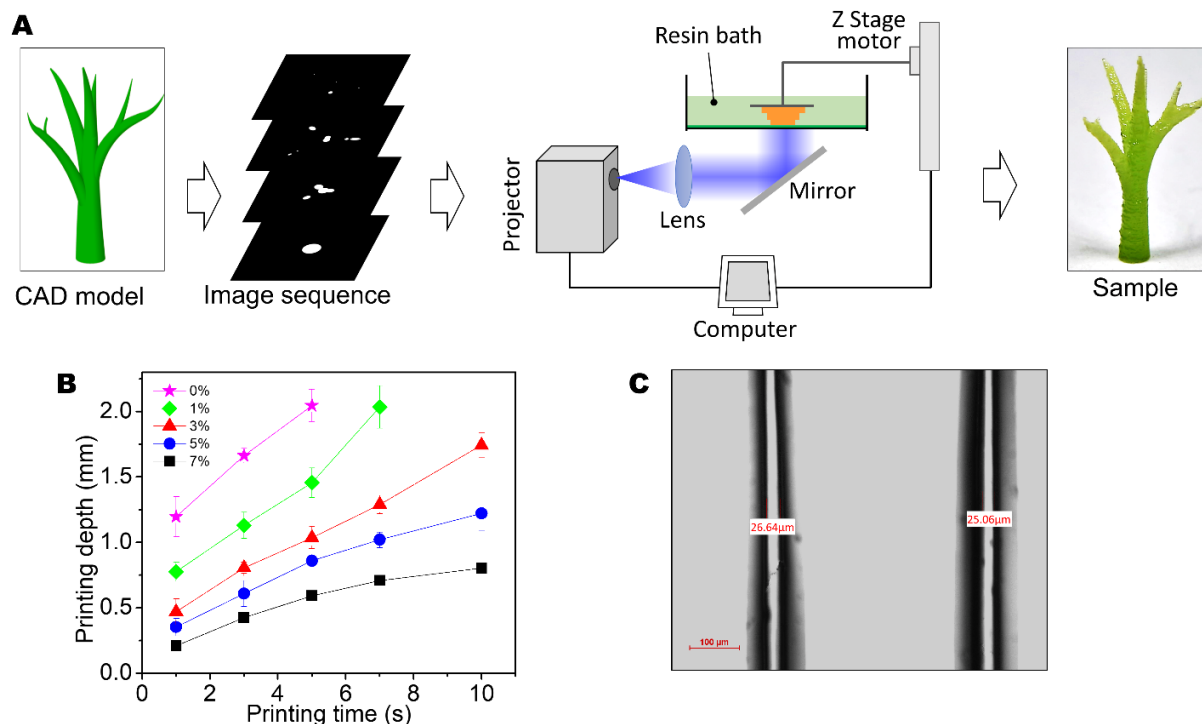 A
CAD model
Image sequence
Projector
Lens
Resin bath
Mirror
Z Stage
motor
Computer
Sample
B
0%
1%
3%
5%
7%
Printing depth (mm)
2.0
1.5
1.0
0.5
0.0
0
2
4
6
8
10
Printing time (s)
C
26.64µm
25.06µm
100 µm